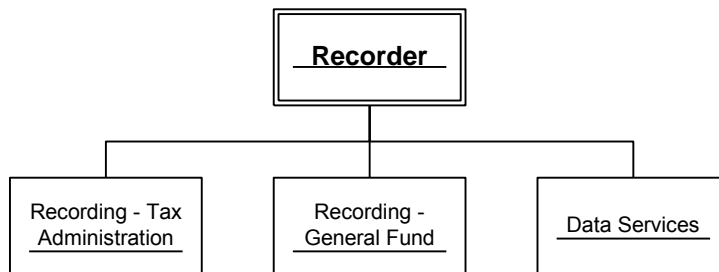 Recorder
Recording - Tax
Administration
Recording -
General Fund
Data Services